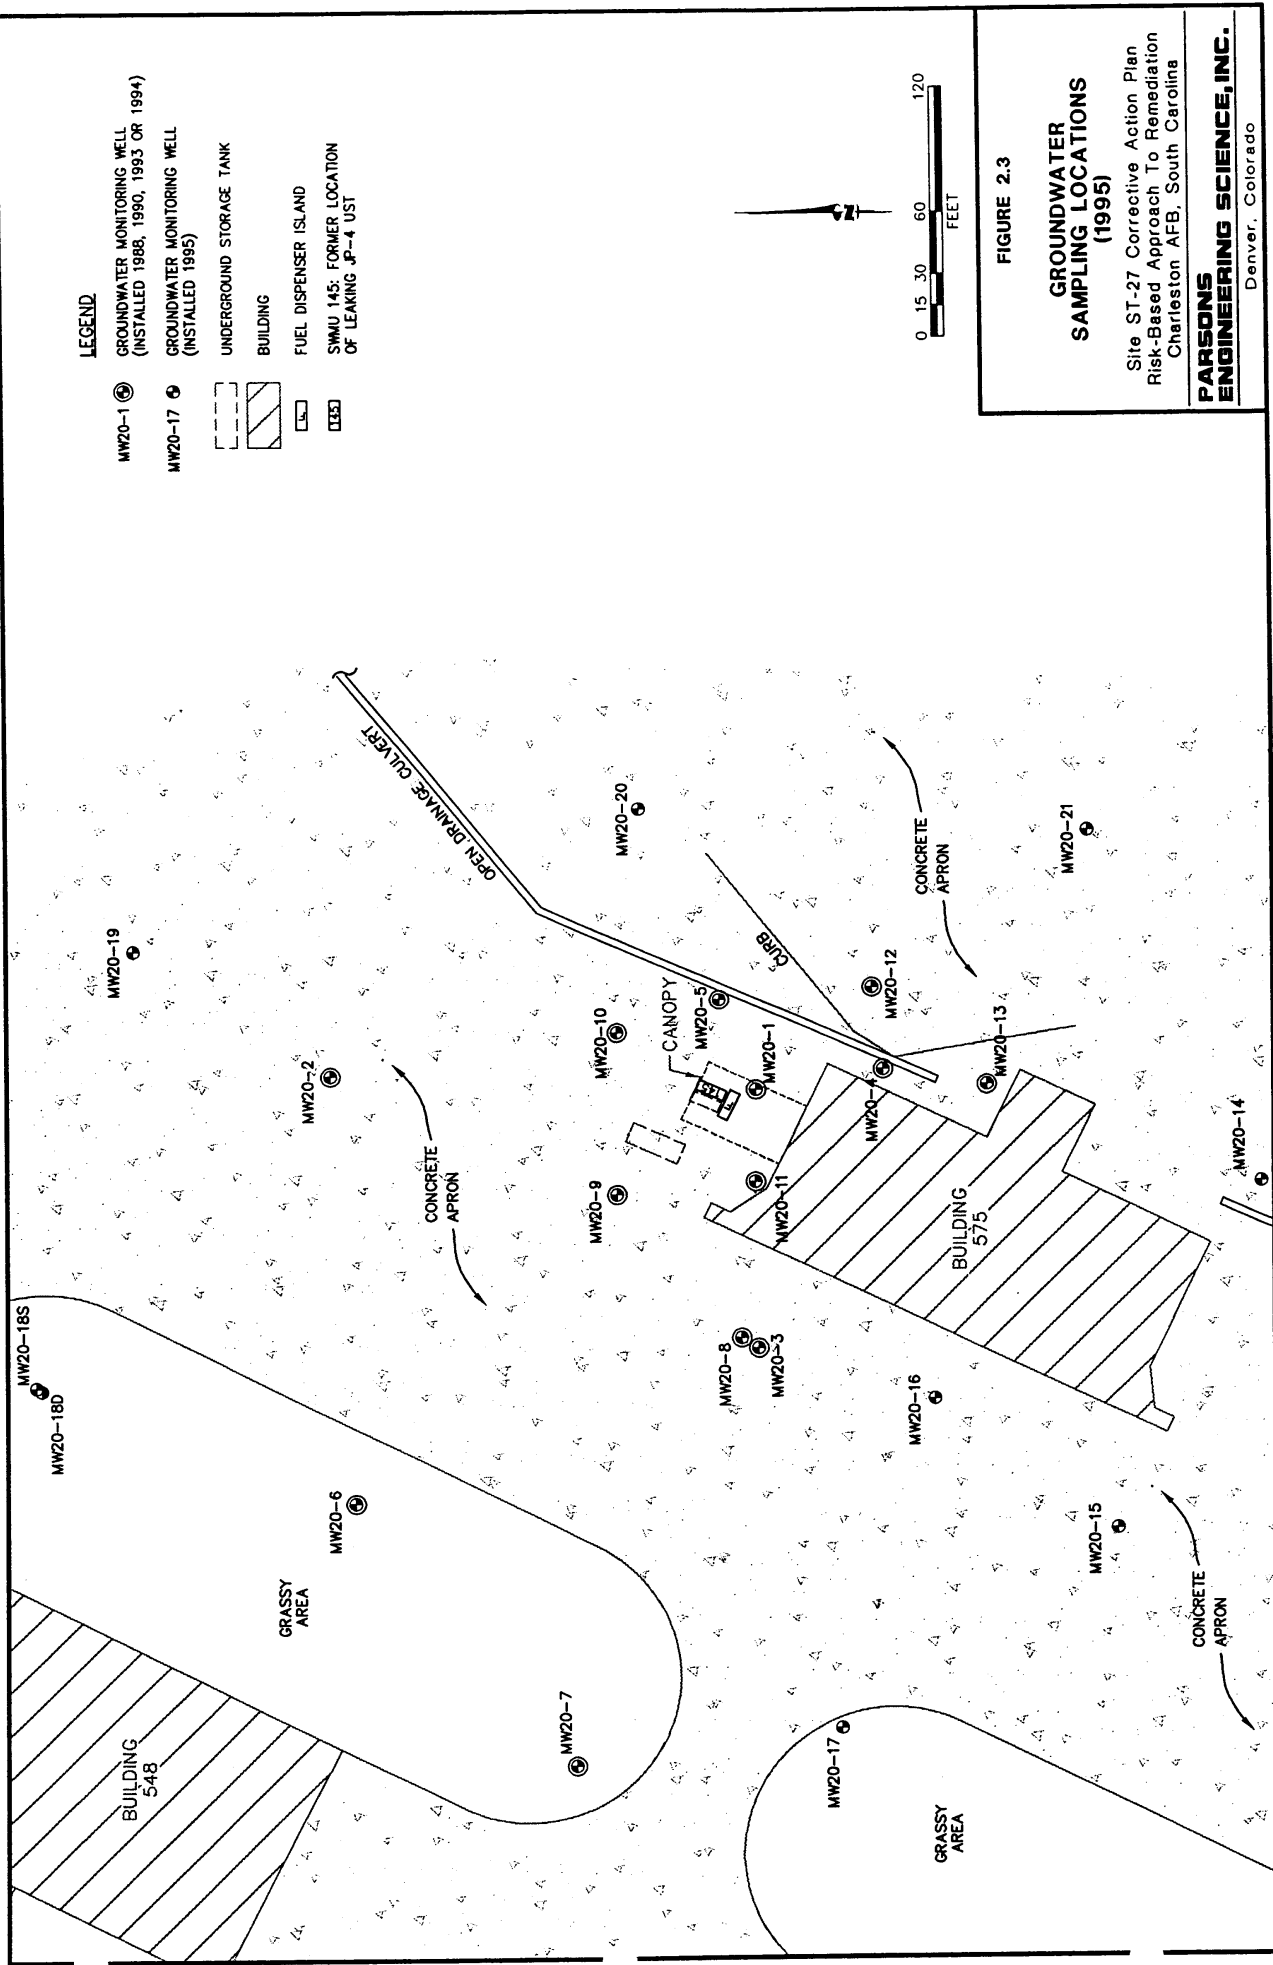 LEGEND
MW20-1
GROUNDWATER MONITORING WELL
(INSTALLED 1988, 1990, 1993 OR 1994)
MW20-17
GROUNDWATER MONITORING WELL
(INSTALLED 1995)
UNDERGROUND STORAGE TANK
BUILDING
FUEL DISPENSER ISLAND
145
SWMU 145: FORMER LOCATION
OF LEAKING JP-4 UST
N
0 15 30 60 120
FEET
FIGURE 2.3
GROUNDWATER
SAMPLING LOCATIONS
(1995)
Site ST-27 Corrective Action Plan
Risk-Based Approach To Remediation
Charleston AFB, South Carolina
PARSONS
ENGINEERING SCIENCE, INC.
Denver, Colorado
BUILDING
548
MW20-18S
MW20-18D
MW20-19
MW20-6
GRASSY
AREA
MW20-2
OPEN DRAINAGE CULVERT
CONCRETE
APRON
MW20-7
MW20-9
MW20-10
MW20-20
CANOPY
145
MW20-5
MW20-1
CURB
MW20-8
MW20-3
MW20-11
MW20-17
MW20-4
MW20-12
MW20-16
CONCRETE
APRON
GRASSY
AREA
BUILDING
575
MW20-13
MW20-21
MW20-15
CONCRETE
APRON
MW20-14